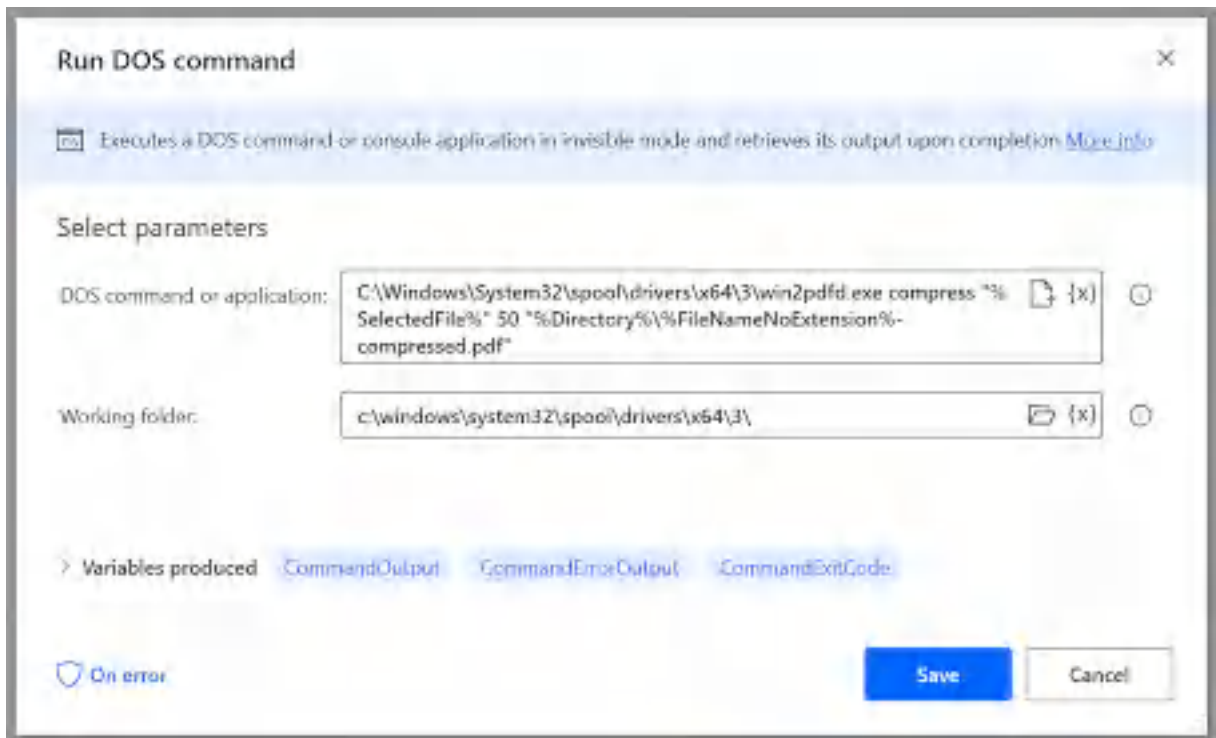 Run DOS command
Executes a DOS command or console application in invisible mode and retrieves its output upon completion More info
Select parameters
DOS command or application:
C:\Windows\System32\spool\drivers\x64\3\win2pdfd.exe compress "%
SelectedFile%" 50 "%Directory%\%FileNameNoExtension%-
compressed.pdf"
{x}
Working folder:
c:\windows\system32\spool\drivers\x64\3\
{x}
Variables produced CommandOutput CommandErrorOutput CommandExitCode
On error
Save
Cancel